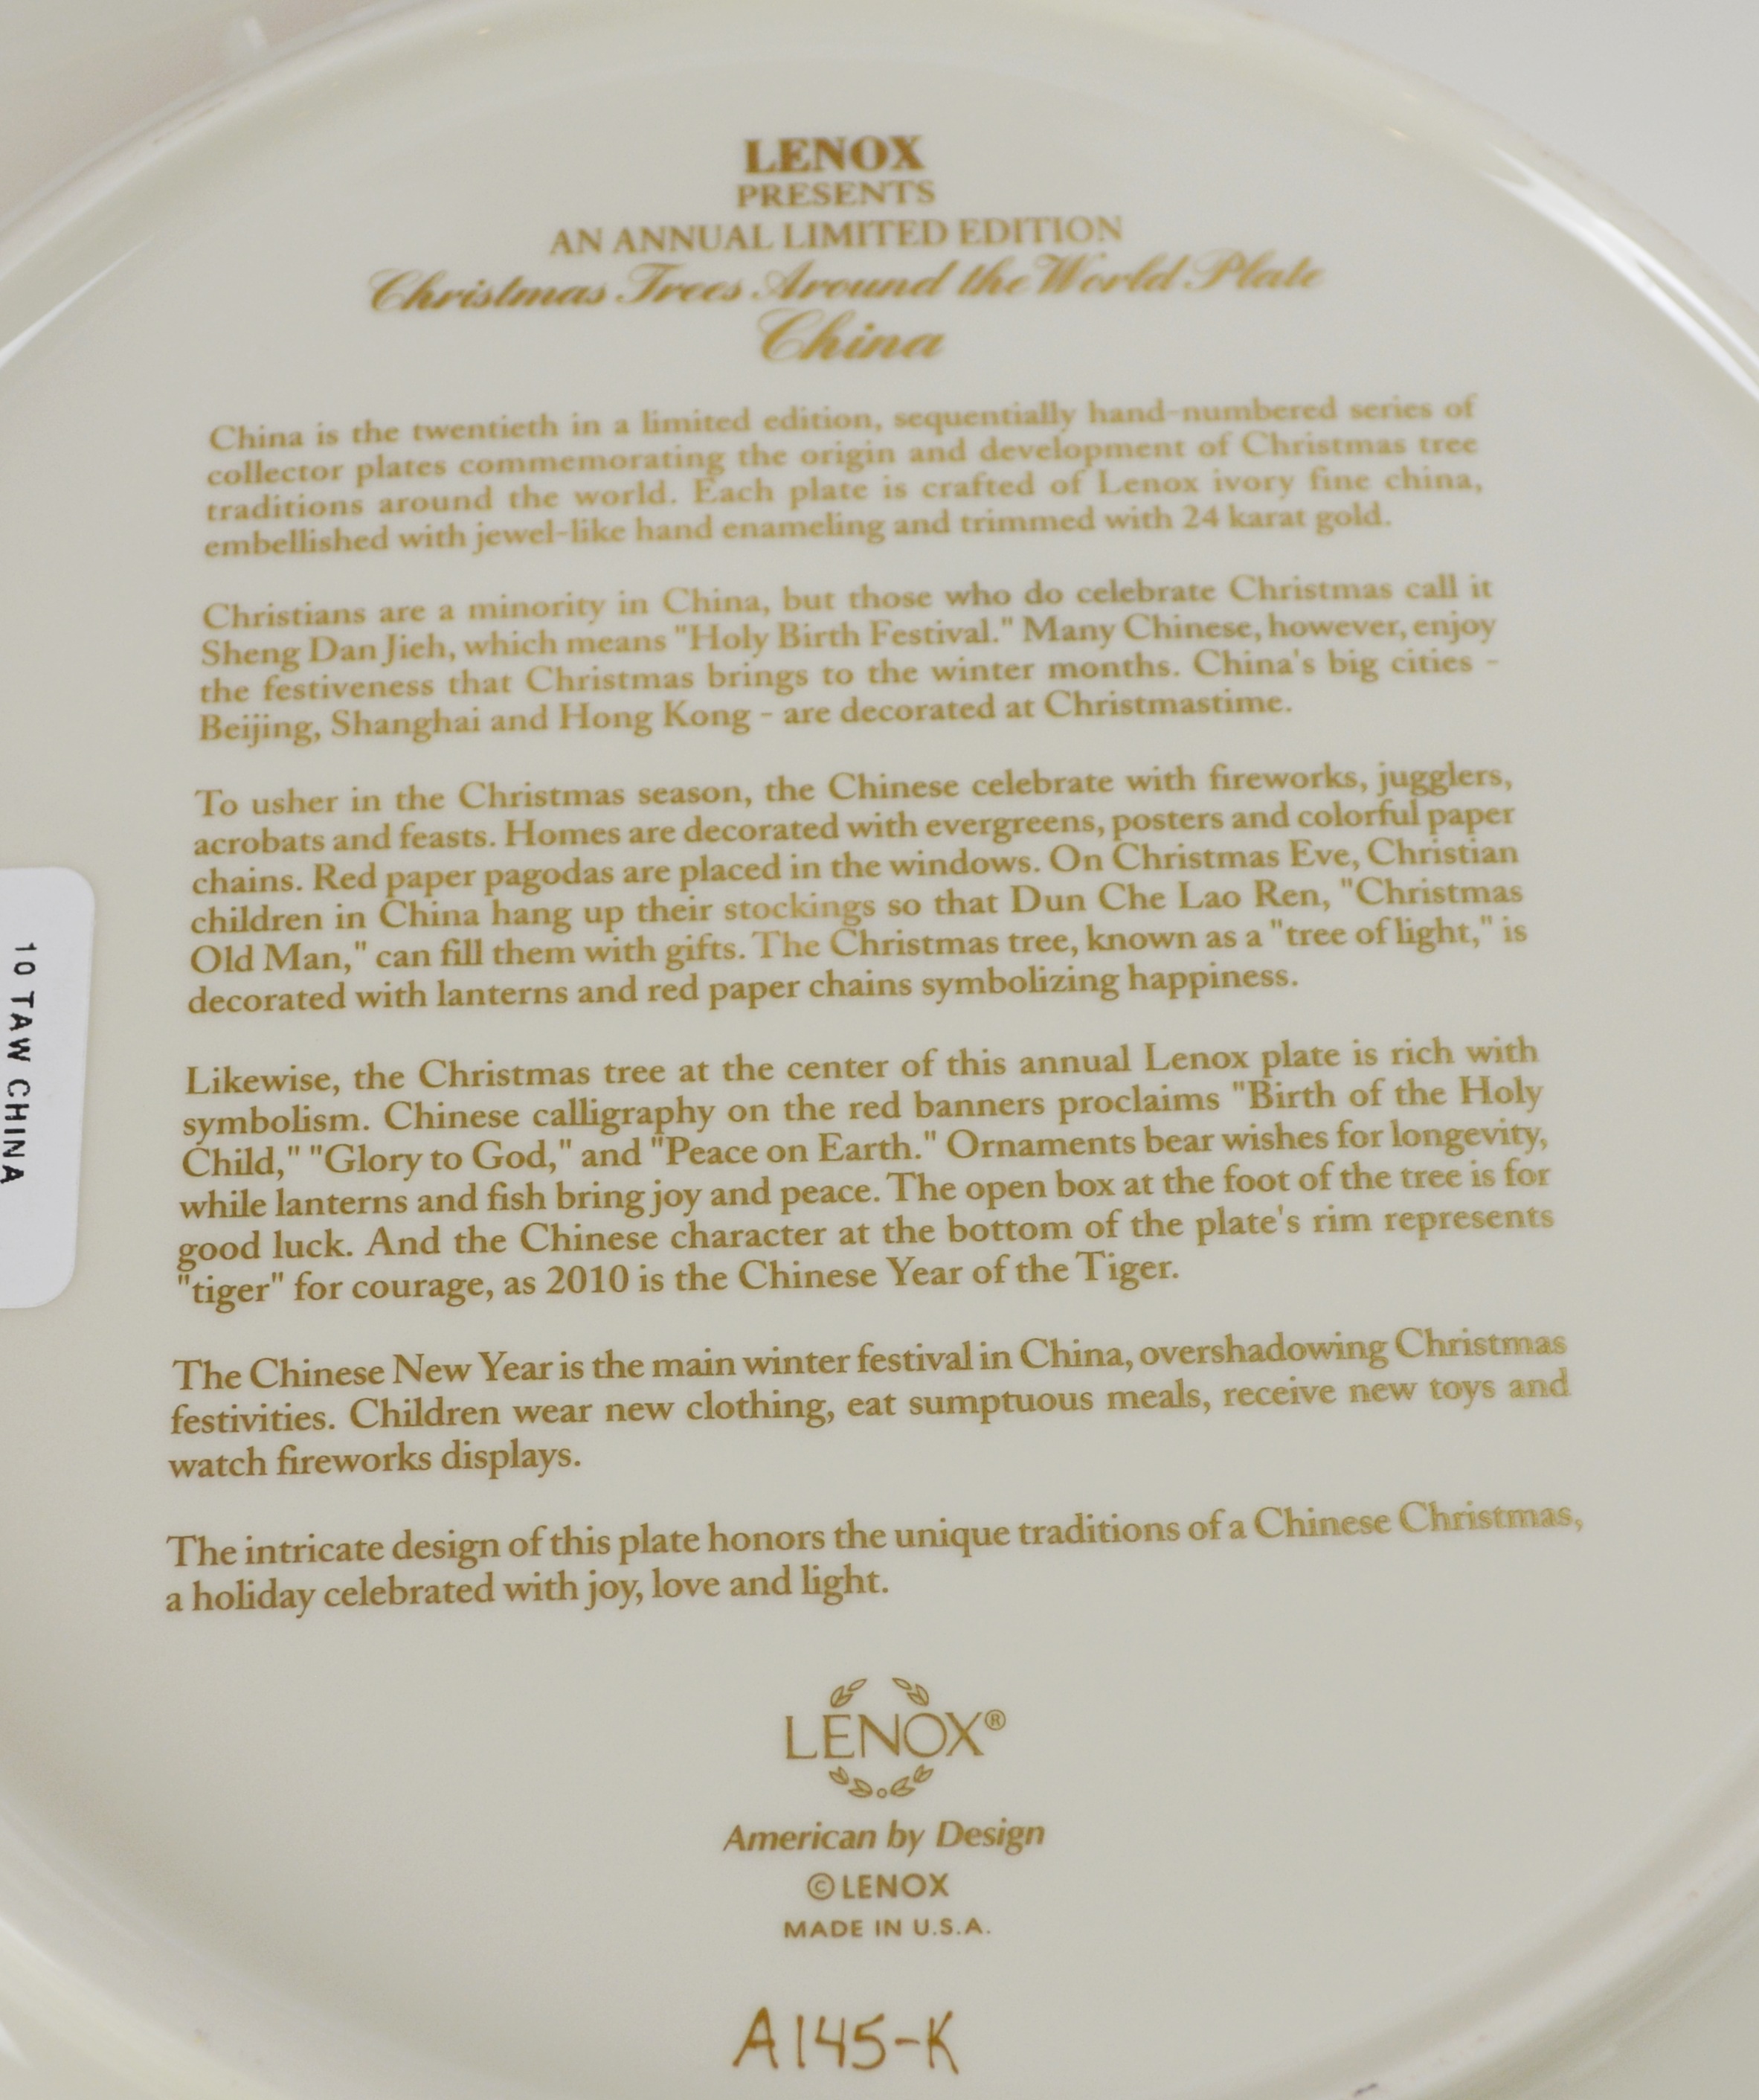 LENOX
PRESENTS
AN ANNUAL LIMITED EDITION
Christmas Trees Around the World Plate
China
China is the twentieth in a limited edition, sequentially hand-numbered series of
collector plates commemorating the origin and development of Christmas tree
traditions around the world. Each plate is crafted of Lenox ivory fine china,
embellished with jewel-like hand enameling and trimmed with 24 karat gold.
Christians are a minority in China, but those who do celebrate Christmas call it
Sheng Dan Jieh, which means "Holy Birth Festival." Many Chinese, however, enjoy
the festiveness that Christmas brings to the winter months. China's big cities -
Beijing, Shanghai and Hong Kong - are decorated at Christmastime.
To usher in the Christmas season, the Chinese celebrate with fireworks, jugglers,
acrobats and feasts. Homes are decorated with evergreens, posters and colorful paper
chains. Red paper pagodas are placed in the windows. On Christmas Eve, Christian
children in China hang up their stockings so that Dun Che Lao Ren, "Christmas
Old Man," can fill them with gifts. The Christmas tree, known as a "tree of light," is
decorated with lanterns and red paper chains symbolizing happiness.
Likewise, the Christmas tree at the center of this annual Lenox plate is rich with
symbolism. Chinese calligraphy on the red banners proclaims "Birth of the Holy
Child," "Glory to God," and "Peace on Earth." Ornaments bear wishes for longevity,
while lanterns and fish bring joy and peace. The open box at the foot of the tree is for
good luck. And the Chinese character at the bottom of the plate's rim represents
"tiger" for courage, as 2010 is the Chinese Year of the Tiger.
The Chinese New Year is the main winter festival in China, overshadowing Christmas
festivities. Children wear new clothing, eat sumptuous meals, receive new toys and
watch fireworks displays.
The intricate design of this plate honors the unique traditions of a Chinese Christmas,
a holiday celebrated with joy, love and light.
LENOX®
American by Design
© LENOX
MADE IN U.S.A.
A145-K
10 TAW CHINA